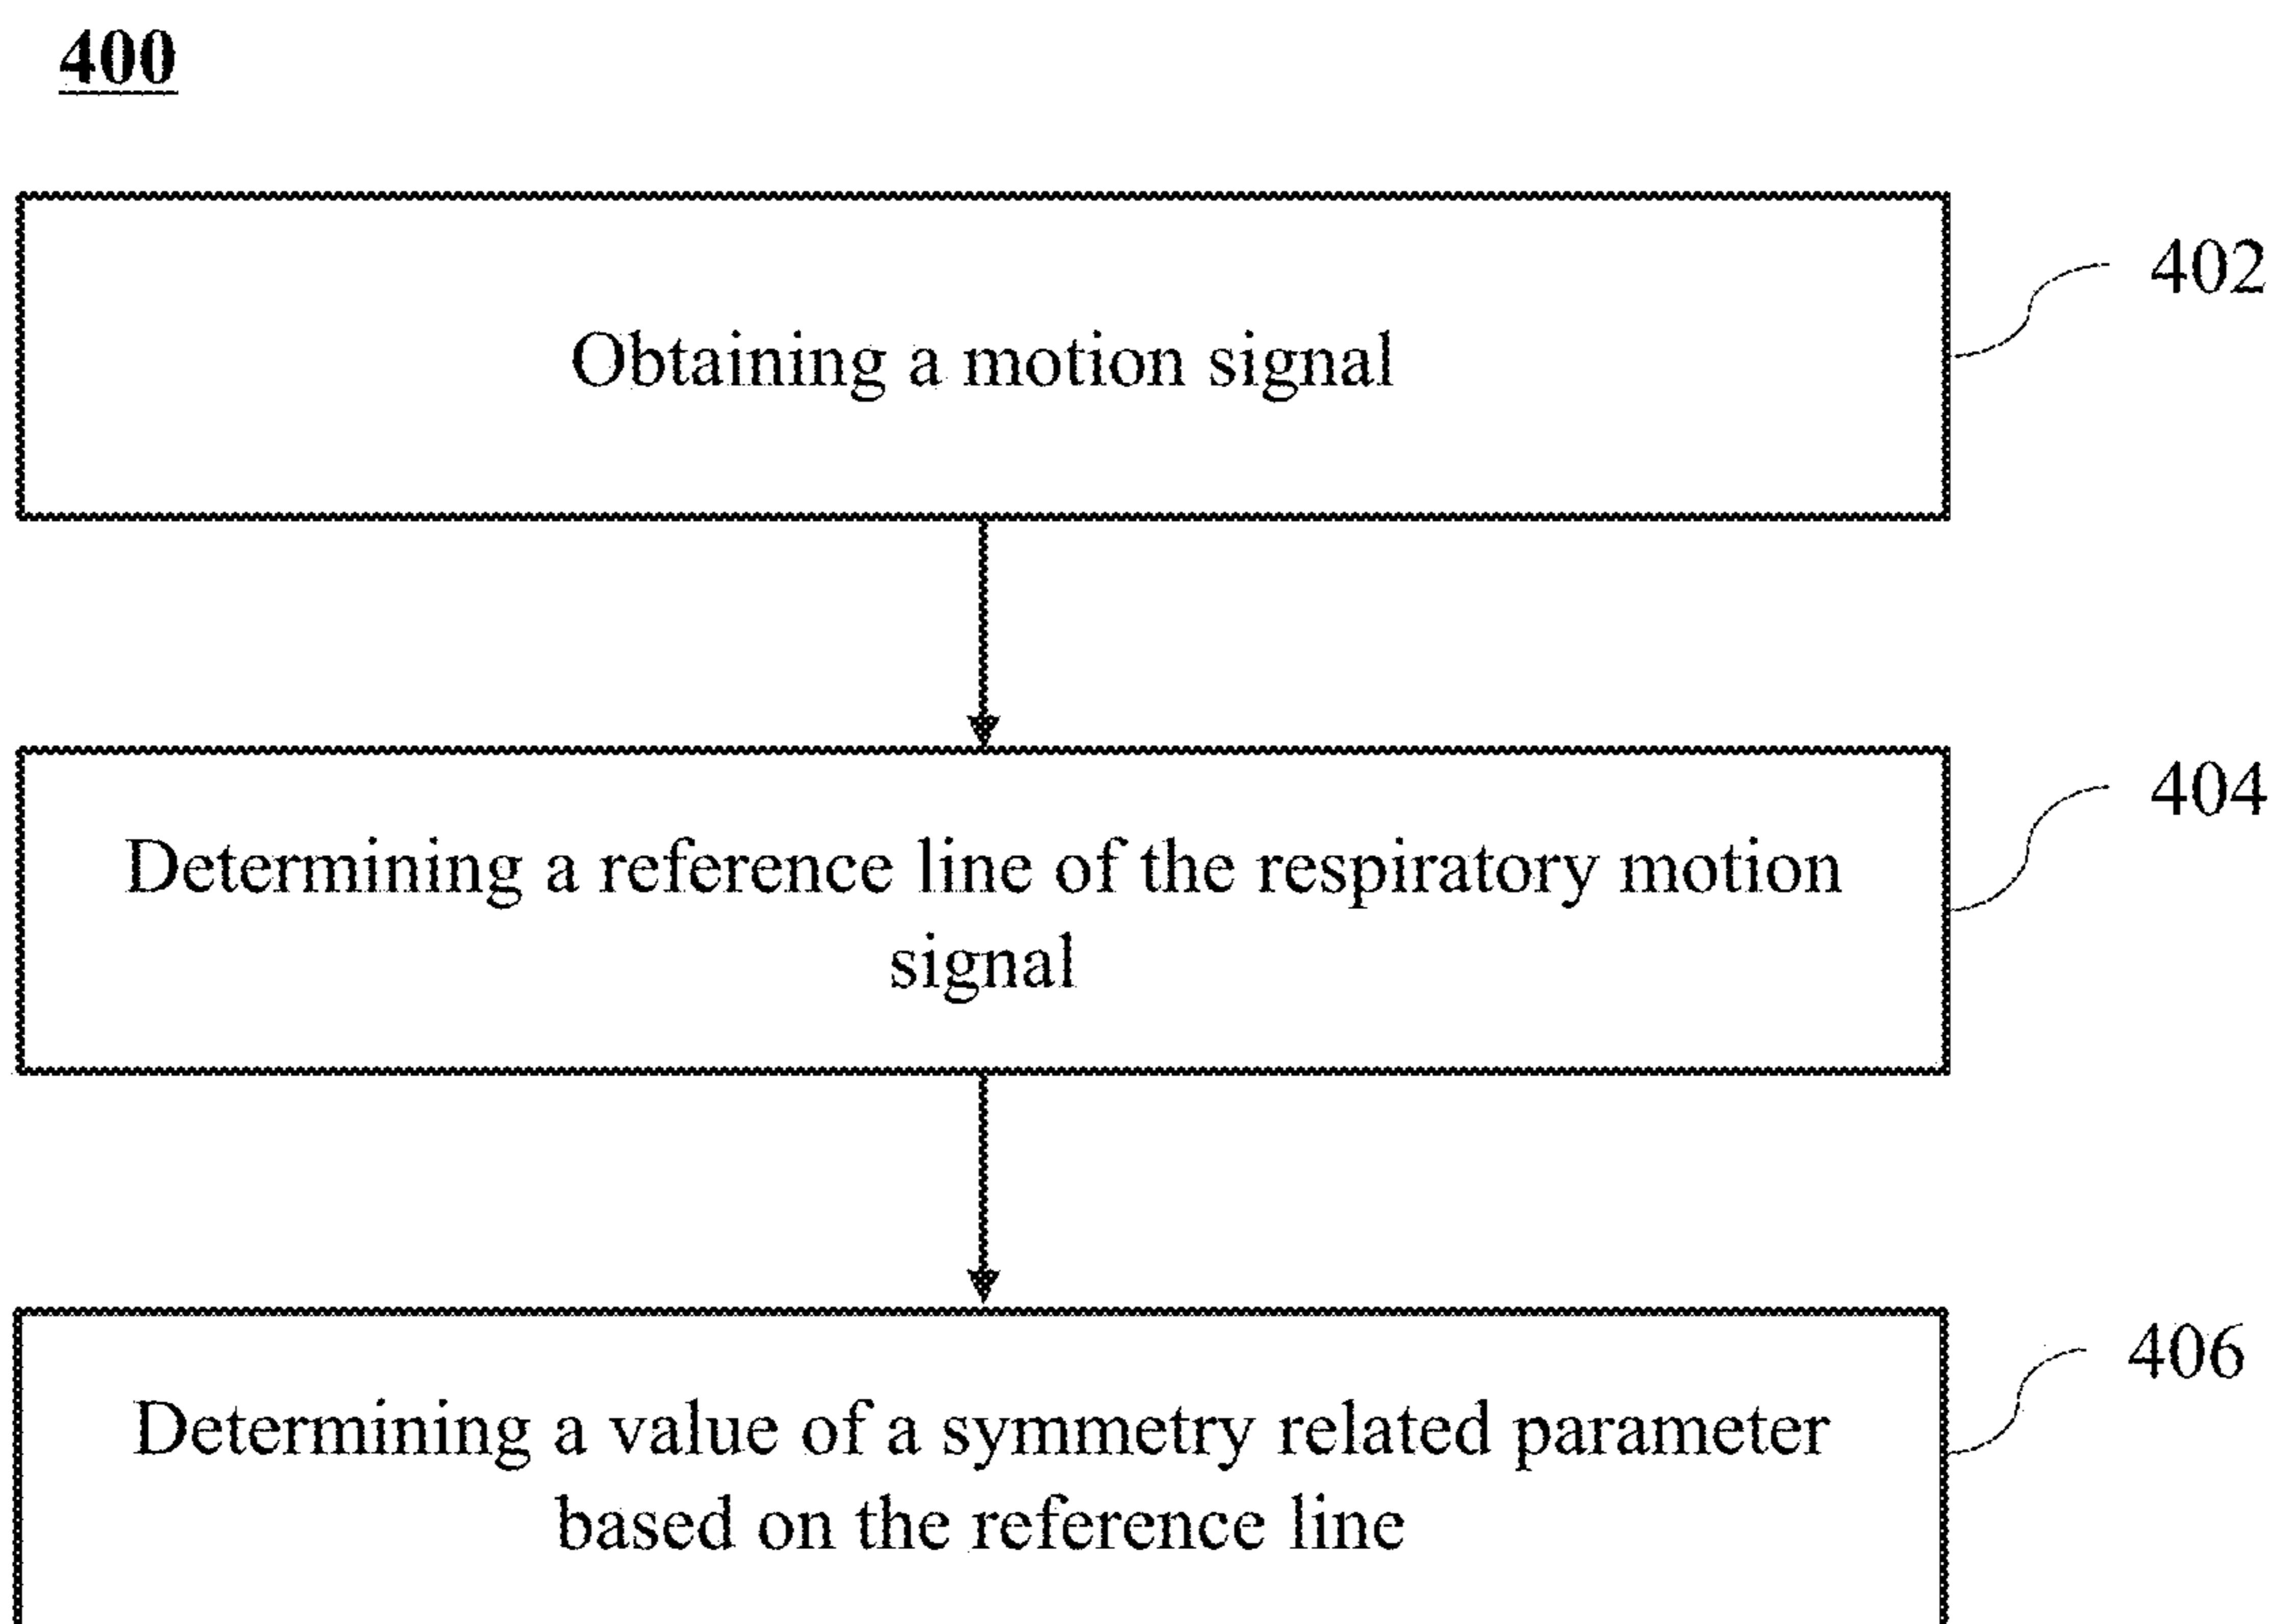 400
Obtaining a motion signal
402
Determining a reference line of the respiratory motion
signal
404
Determining a value of a symmetry related parameter
based on the reference line
406